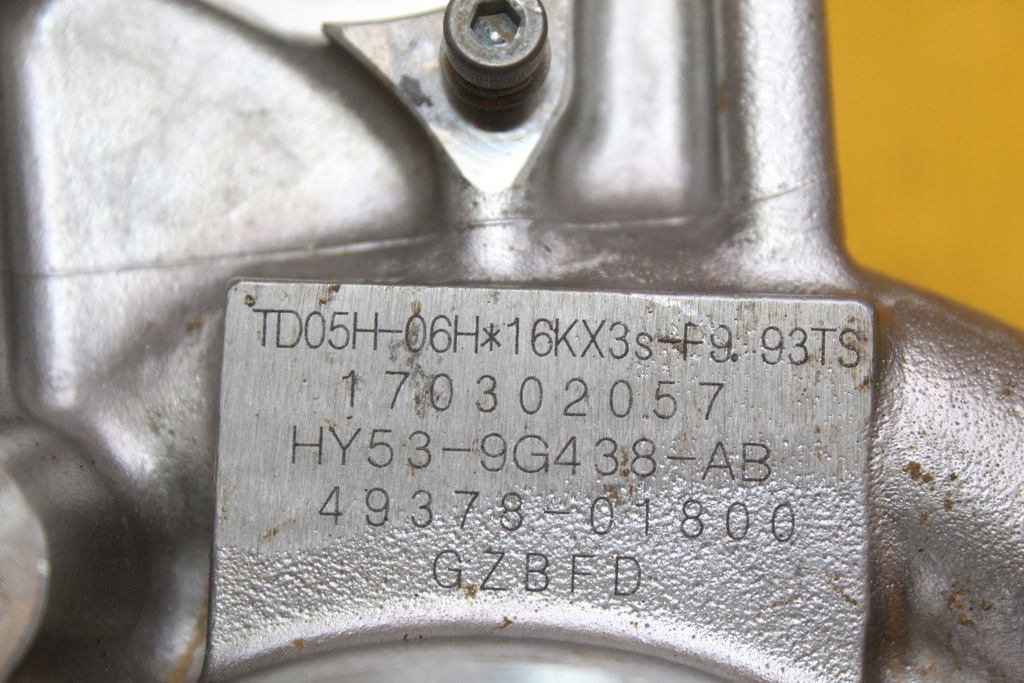 TD05H-06H*16KX3s-F9.93TS
170302057
HY53-9G438-AB
49378-01800
GZBFD